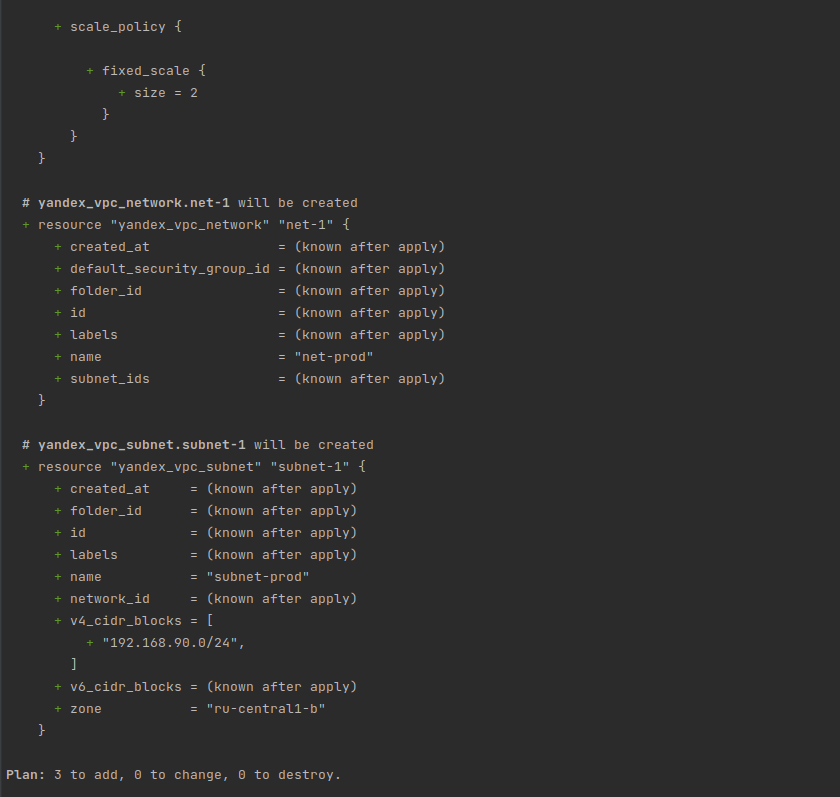 + scale_policy {

          + fixed_scale {
              + size = 2
            }
        }
    }

  # yandex_vpc_network.net-1 will be created
  + resource "yandex_vpc_network" "net-1" {
      + created_at                = (known after apply)
      + default_security_group_id = (known after apply)
      + folder_id                 = (known after apply)
      + id                        = (known after apply)
      + labels                    = (known after apply)
      + name                      = "net-prod"
      + subnet_ids                = (known after apply)
    }

  # yandex_vpc_subnet.subnet-1 will be created
  + resource "yandex_vpc_subnet" "subnet-1" {
      + created_at     = (known after apply)
      + folder_id      = (known after apply)
      + id             = (known after apply)
      + labels         = (known after apply)
      + name           = "subnet-prod"
      + network_id     = (known after apply)
      + v4_cidr_blocks = [
          + "192.168.90.0/24",
        ]
      + v6_cidr_blocks = (known after apply)
      + zone           = "ru-central1-b"
    }

Plan: 3 to add, 0 to change, 0 to destroy.